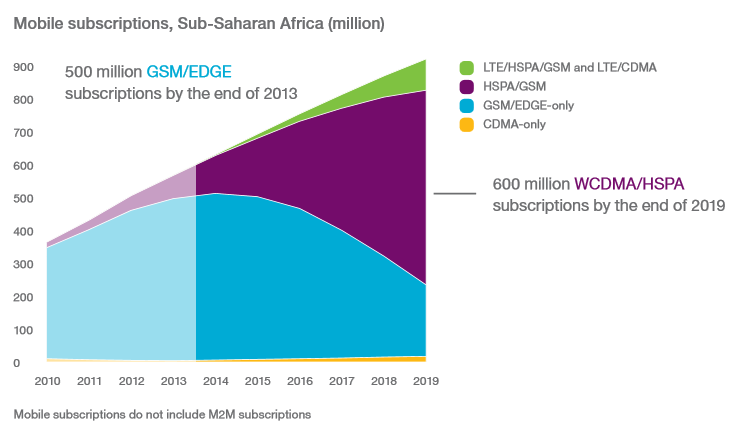 Mobile subscriptions, Sub-Saharan Africa (million)
500 million GSM/EDGE
subscriptions by the end of 2013
LTE/HSPA/GSM and LTE/CDMA
HSPA/GSM
GSM/EDGE-only
CDMA-only
600 million WCDMA/HSPA
subscriptions by the end of 2019
900
800
700
600
500
400
300
200
100
0
2010 2011 2012 2013 2014 2015 2016 2017 2018 2019
Mobile subscriptions do not include M2M subscriptions